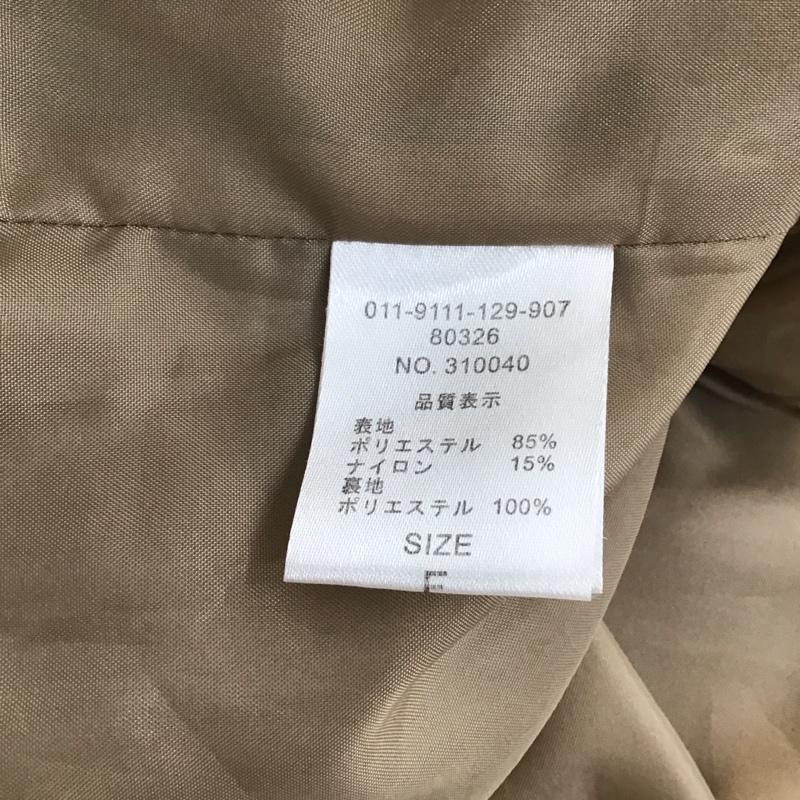 011-9111-129-907
80326
NO. 310040
品質表示
表地
ポリエステル 85%
ナイロン 15%
裏地
ポリエステル 100%
SIZE
F